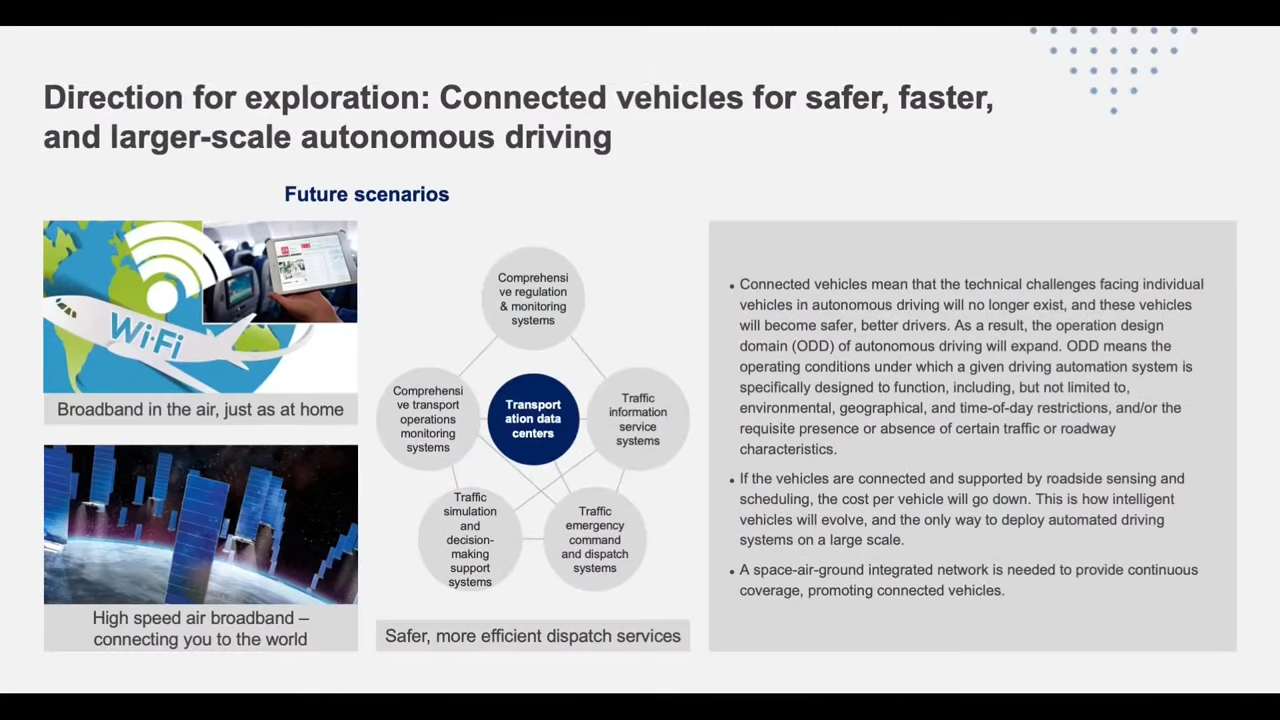 Direction for exploration: Connected vehicles for safer, faster,
and larger-scale autonomous driving
Future scenarios
Wi-Fi
Broadband in the air, just as at home
High speed air broadband –
connecting you to the world
Comprehensi
ve regulation
& monitoring
systems
Comprehensi
ve transport
operations
monitoring
systems
Transport
ation data
centers
Traffic
information
service
systems
Traffic
simulation
and
decision-
making
support
systems
Traffic
emergency
command
and dispatch
systems
Safer, more efficient dispatch services
• Connected vehicles mean that the technical challenges facing individual
vehicles in autonomous driving will no longer exist, and these vehicles
will become safer, better drivers. As a result, the operation design
domain (ODD) of autonomous driving will expand. ODD means the
operating conditions under which a given driving automation system is
specifically designed to function, including, but not limited to,
environmental, geographical, and time-of-day restrictions, and/or the
requisite presence or absence of certain traffic or roadway
characteristics.
• If the vehicles are connected and supported by roadside sensing and
scheduling, the cost per vehicle will go down. This is how intelligent
vehicles will evolve, and the only way to deploy automated driving
systems on a large scale.
• A space-air-ground integrated network is needed to provide continuous
coverage, promoting connected vehicles.